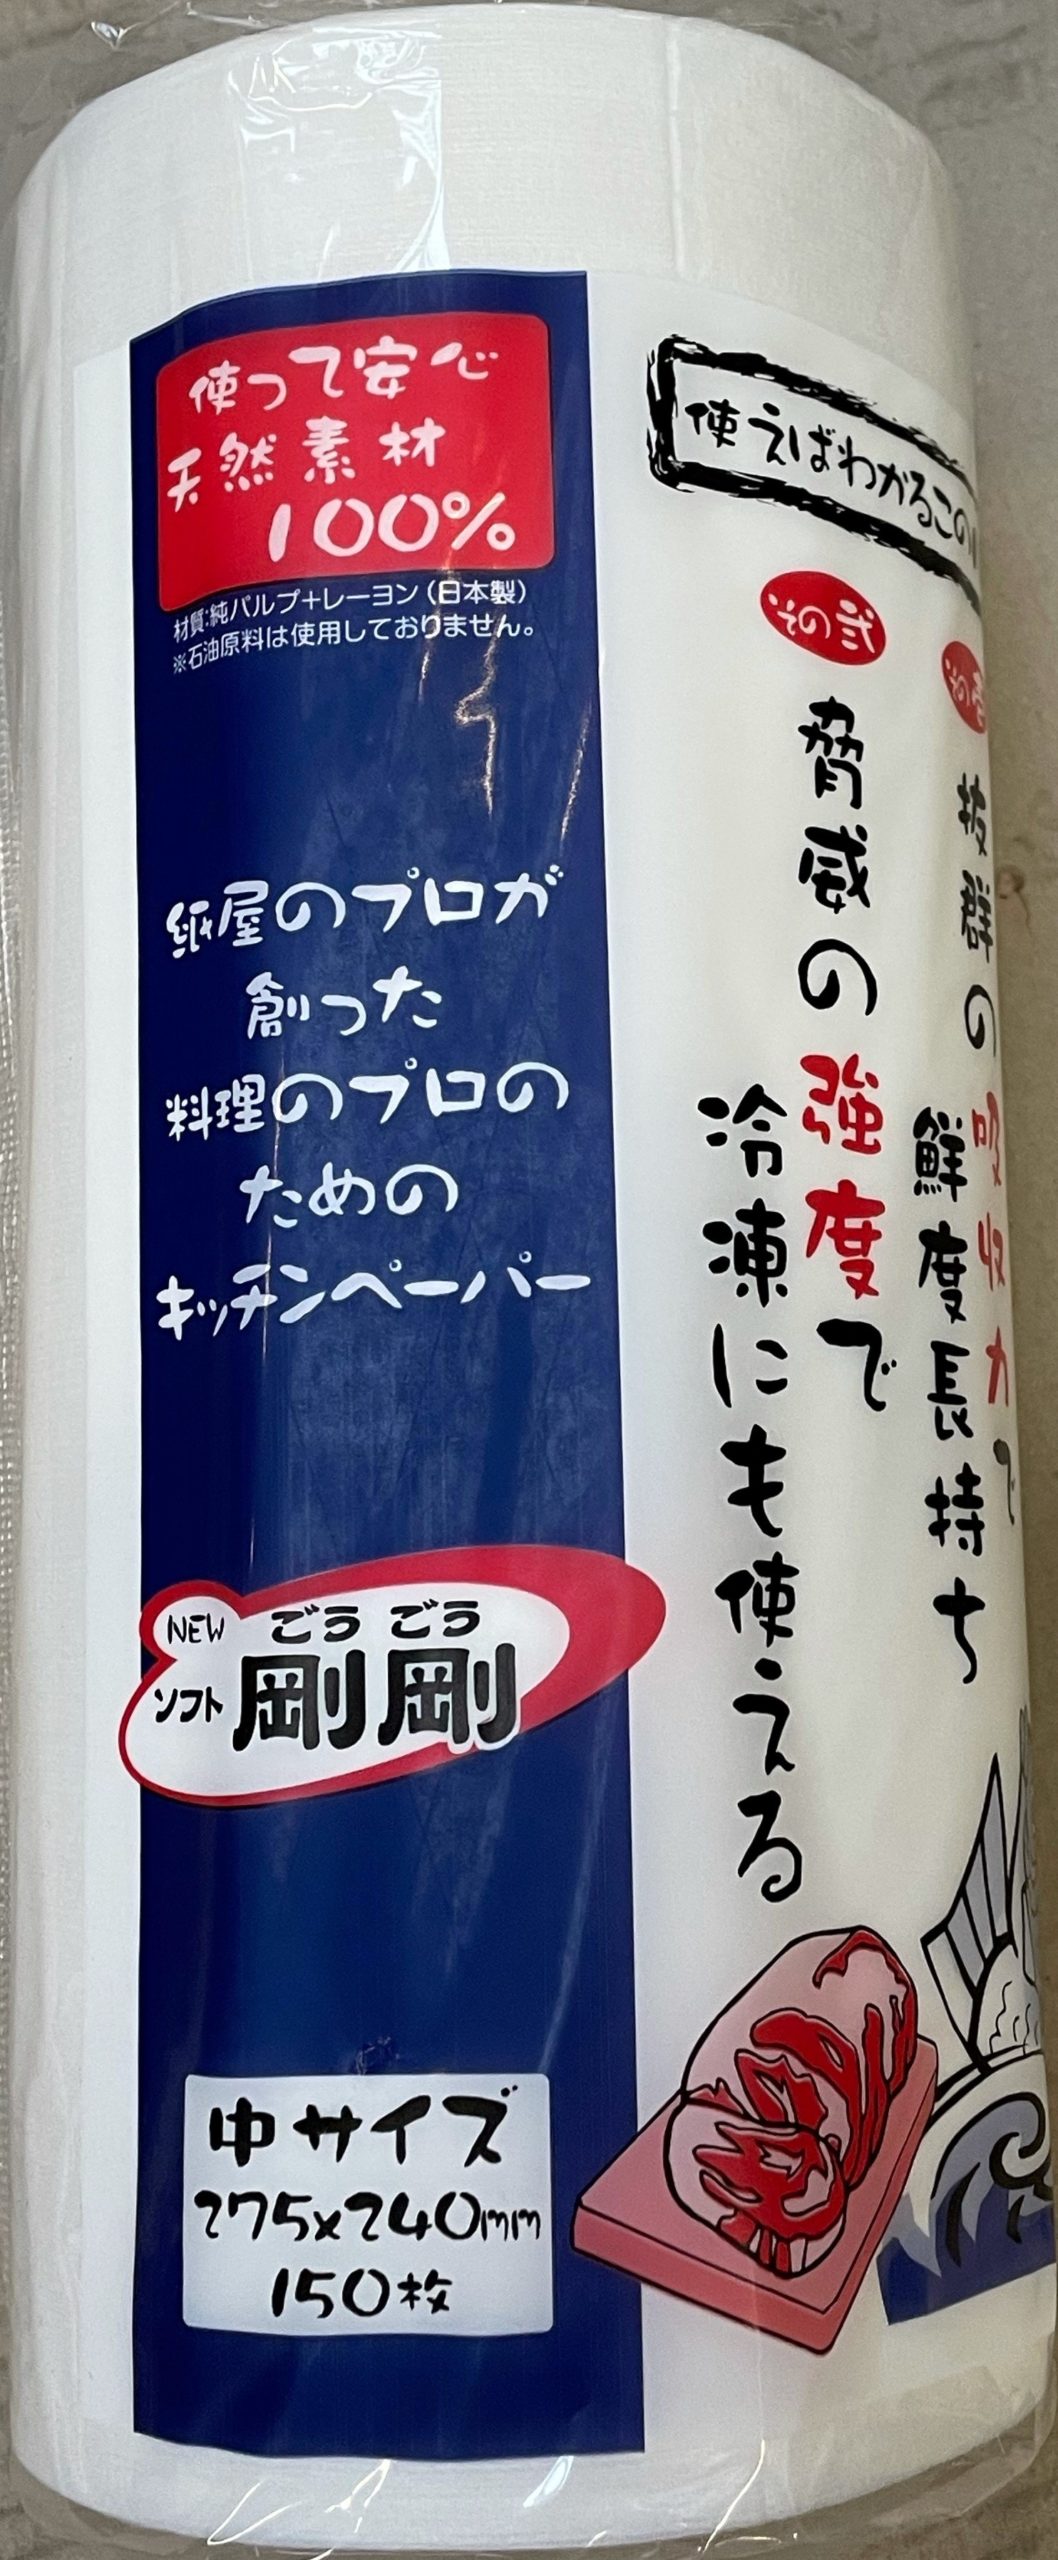 使って安心
天然素材
100%
材質:純パルプ+レーヨン(日本製)
※石油原料は使用しておりません。
紙屋のプロが
創った
料理のプロの
ための
キッチンペーパー
NEW
ソフト
ごうごう
剛剛
中サイズ
275x240mm
150枚
使えばわかるこの
その壱
抜群の吸収力で
鮮度長持ち
その弐
脅威の強度で
冷凍にも使える